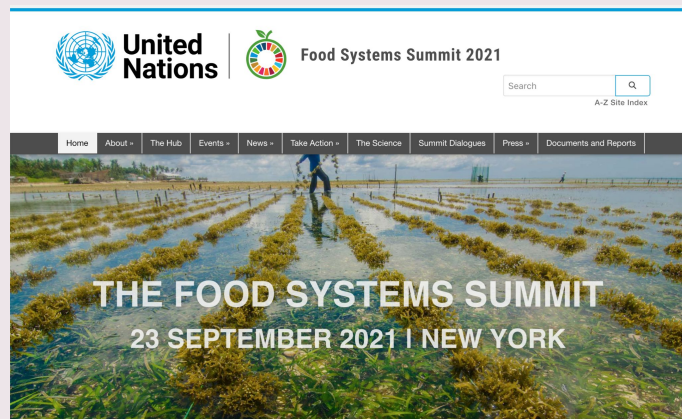 United
Nations
Food Systems Summit 2021
Search
A-Z Site Index
Home About » The Hub Events » News » Take Action » The Science Summit Dialogues Press » Documents and Reports
THE FOOD SYSTEMS SUMMIT
23 SEPTEMBER 2021 I NEW YORK